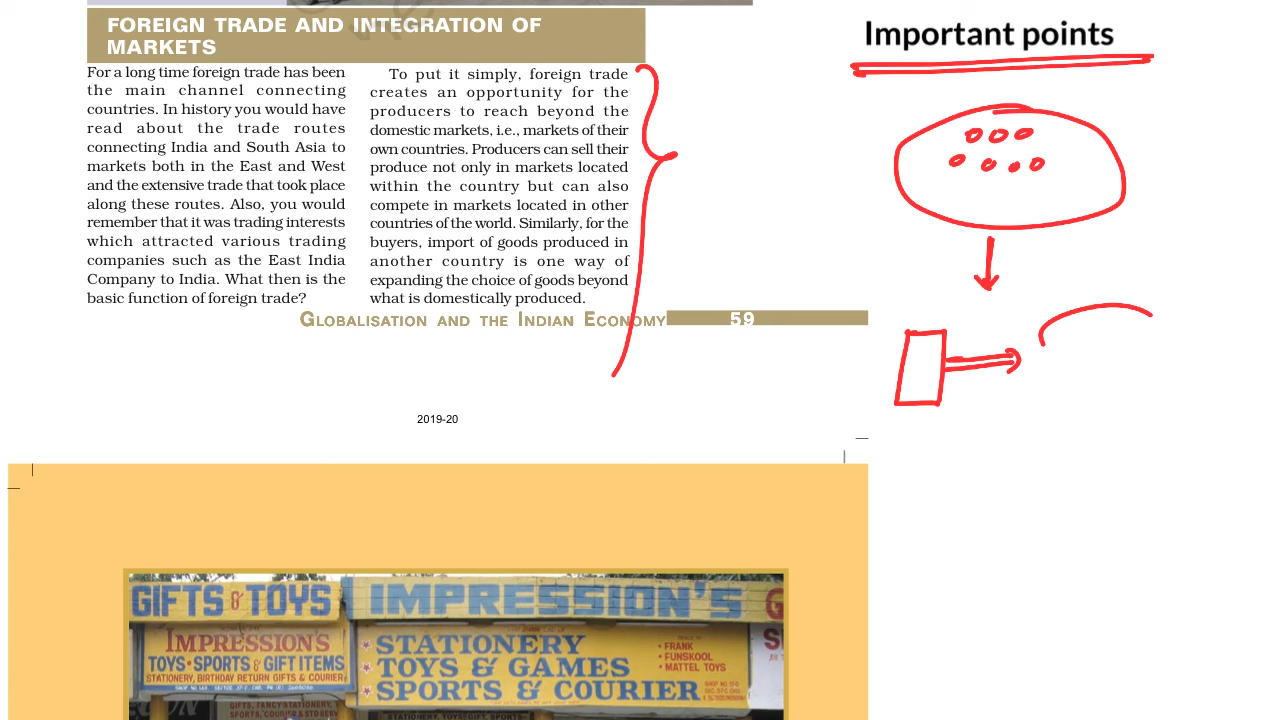 FOREIGN TRADE AND INTEGRATION OF
MARKETS
For a long time foreign trade has been
the main channel connecting
countries. In history you would have
read about the trade routes
connecting India and South Asia to
markets both in the East and West
and the extensive trade that took place
along these routes. Also, you would
remember that it was trading interests
which attracted various trading
companies such as the East India
Company to India. What then is the
basic function of foreign trade?
To put it simply, foreign trade
creates an opportunity for the
producers to reach beyond the
domestic markets, i.e., markets of their
own countries. Producers can sell their
produce not only in markets located
within the country but can also
compete in markets located in other
countries of the world. Similarly, for the
buyers, import of goods produced in
another country is one way of
expanding the choice of goods beyond
what is domestically produced.
GLOBALISATION AND THE INDIAN ECONOMY 59
2019-20
Important points
GIFTS & TOYS
IMPRESSION'S
TOYS • SPORTS & GIFT ITEMS
STATIONERY, BIRTHDAY RETURN GIFTS & COURIER
IMPRESSION'S
STATIONERY
TOYS & GAMES
SPORTS & COURIER
• FRANK
• FUNSKOOL
• MATTEL TOYS
GIFTS, FANCY STATIONERY,